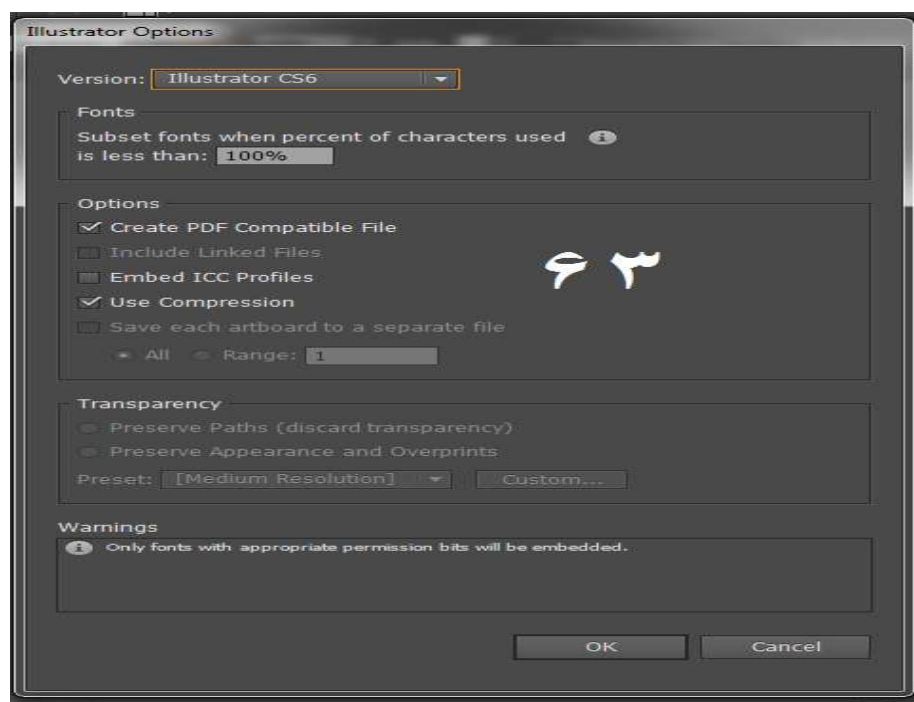 Illustrator Options
Version: Illustrator CS6
Fonts
Subset fonts when percent of characters used
is less than: 100%
Options
Create PDF Compatible File
Include Linked Files
Embed ICC Profiles
Use Compression
Save each artboard to a separate file
All Range: 1
۶ ۳
Transparency
Preserve Paths (discard transparency)
Preserve Appearance and Overprints
Preset: [Medium Resolution] Custom...
Warnings
Only fonts with appropriate permission bits will be embedded.
OK Cancel